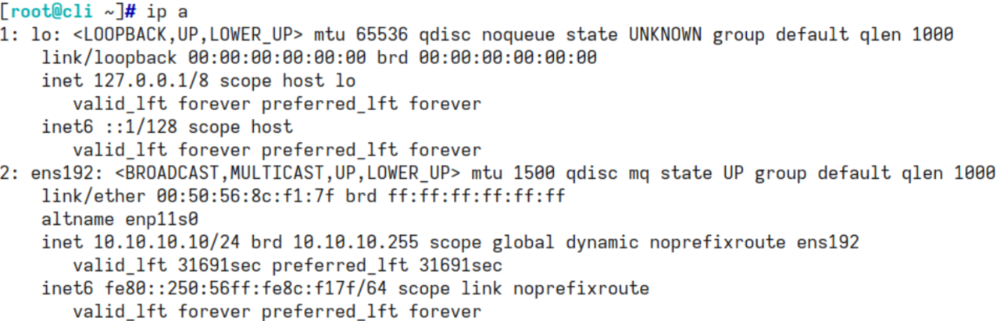 [root@cli ~]# ip a
1: lo: <LOOPBACK,UP,LOWER_UP> mtu 65536 qdisc noqueue state UNKNOWN group default qlen 1000
    link/loopback 00:00:00:00:00:00 brd 00:00:00:00:00:00
    inet 127.0.0.1/8 scope host lo
       valid_lft forever preferred_lft forever
    inet6 ::1/128 scope host
       valid_lft forever preferred_lft forever
2: ens192: <BROADCAST,MULTICAST,UP,LOWER_UP> mtu 1500 qdisc mq state UP group default qlen 1000
    link/ether 00:50:56:8c:f1:7f brd ff:ff:ff:ff:ff:ff
    altname enp11s0
    inet 10.10.10.10/24 brd 10.10.10.255 scope global dynamic noprefixroute ens192
       valid_lft 31691sec preferred_lft 31691sec
    inet6 fe80::250:56ff:fe8c:f17f/64 scope link noprefixroute
       valid_lft forever preferred_lft forever